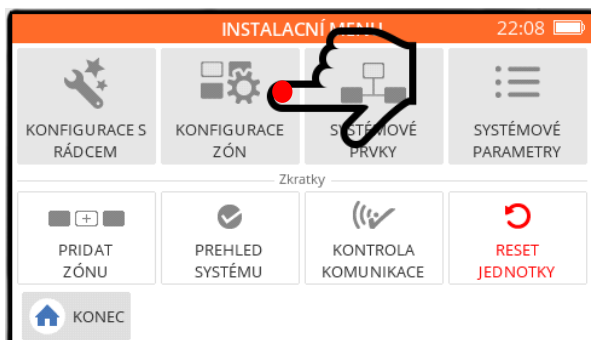 INSTALACNÍ MENU 22:08
KONFIGURACE S
RÁDCEM
KONFIGURACE
ZÓN
SYSTÉMOVÉ
PRVKY
SYSTÉMOVÉ
PARAMETRY
Zkratky
PRIDAT
ZÓNU
PREHLED
SYSTÉMU
KONTROLA
KOMUNIKACE
RESET
JEDNOTKY
KONEC